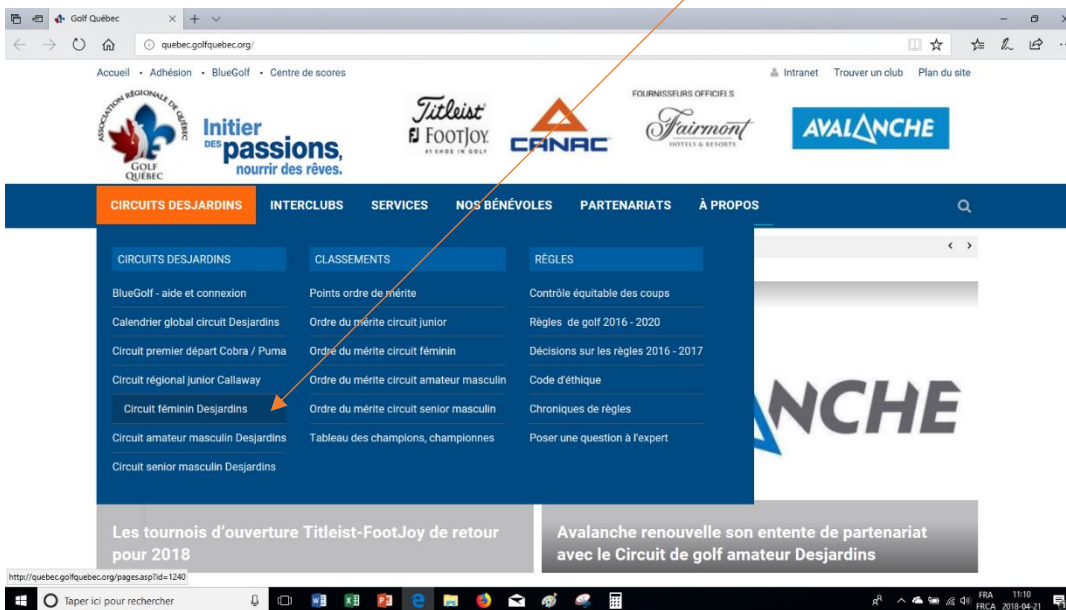 Golf Québec
quebec.golfquebec.org/
Accueil • Adhésion • BlueGolf • Centre de scores
Intranet Trouver un club Plan du site
ASSOCIATION RÉGIONALE DE QUÉBEC
GOLF
QUÉBEC
Initier
DES passions,
nourrir des rêves.
Titleist
FJ FOOTJOY
#1 SHOE IN GOLF
CANAC
FOURNISSEURS OFFICIELS
Fairmont
HOTELS & RESORTS
AVALANCHE
CIRCUITS DESJARDINS INTERCLUBS SERVICES NOS BÉNÉVOLES PARTENARIATS À PROPOS
CIRCUITS DESJARDINS
BlueGolf - aide et connexion
Calendrier global circuit Desjardins
Circuit premier départ Cobra / Puma
Circuit régional junior Callaway
Circuit féminin Desjardins
Circuit amateur masculin Desjardins
Circuit senior masculin Desjardins
CLASSEMENTS
Points ordre de mérite
Ordre du mérite circuit junior
Ordre du mérite circuit féminin
Ordre du mérite circuit amateur masculin
Ordre du mérite circuit senior masculin
Tableau des champions, championnes
RÈGLES
Contrôle équitable des coups
Règles de golf 2016 - 2020
Décisions sur les règles 2016 - 2017
Code d'éthique
Chroniques de règles
Poser une question à l'expert
NCHE
Les tournois d'ouverture Titleist-FootJoy de retour
pour 2018
Avalanche renouvelle son entente de partenariat
avec le Circuit de golf amateur Desjardins
http://quebec.golfquebec.org/pages.asp?id=1240
Taper ici pour rechercher
FRA 11:10
FRCA 2018-04-21